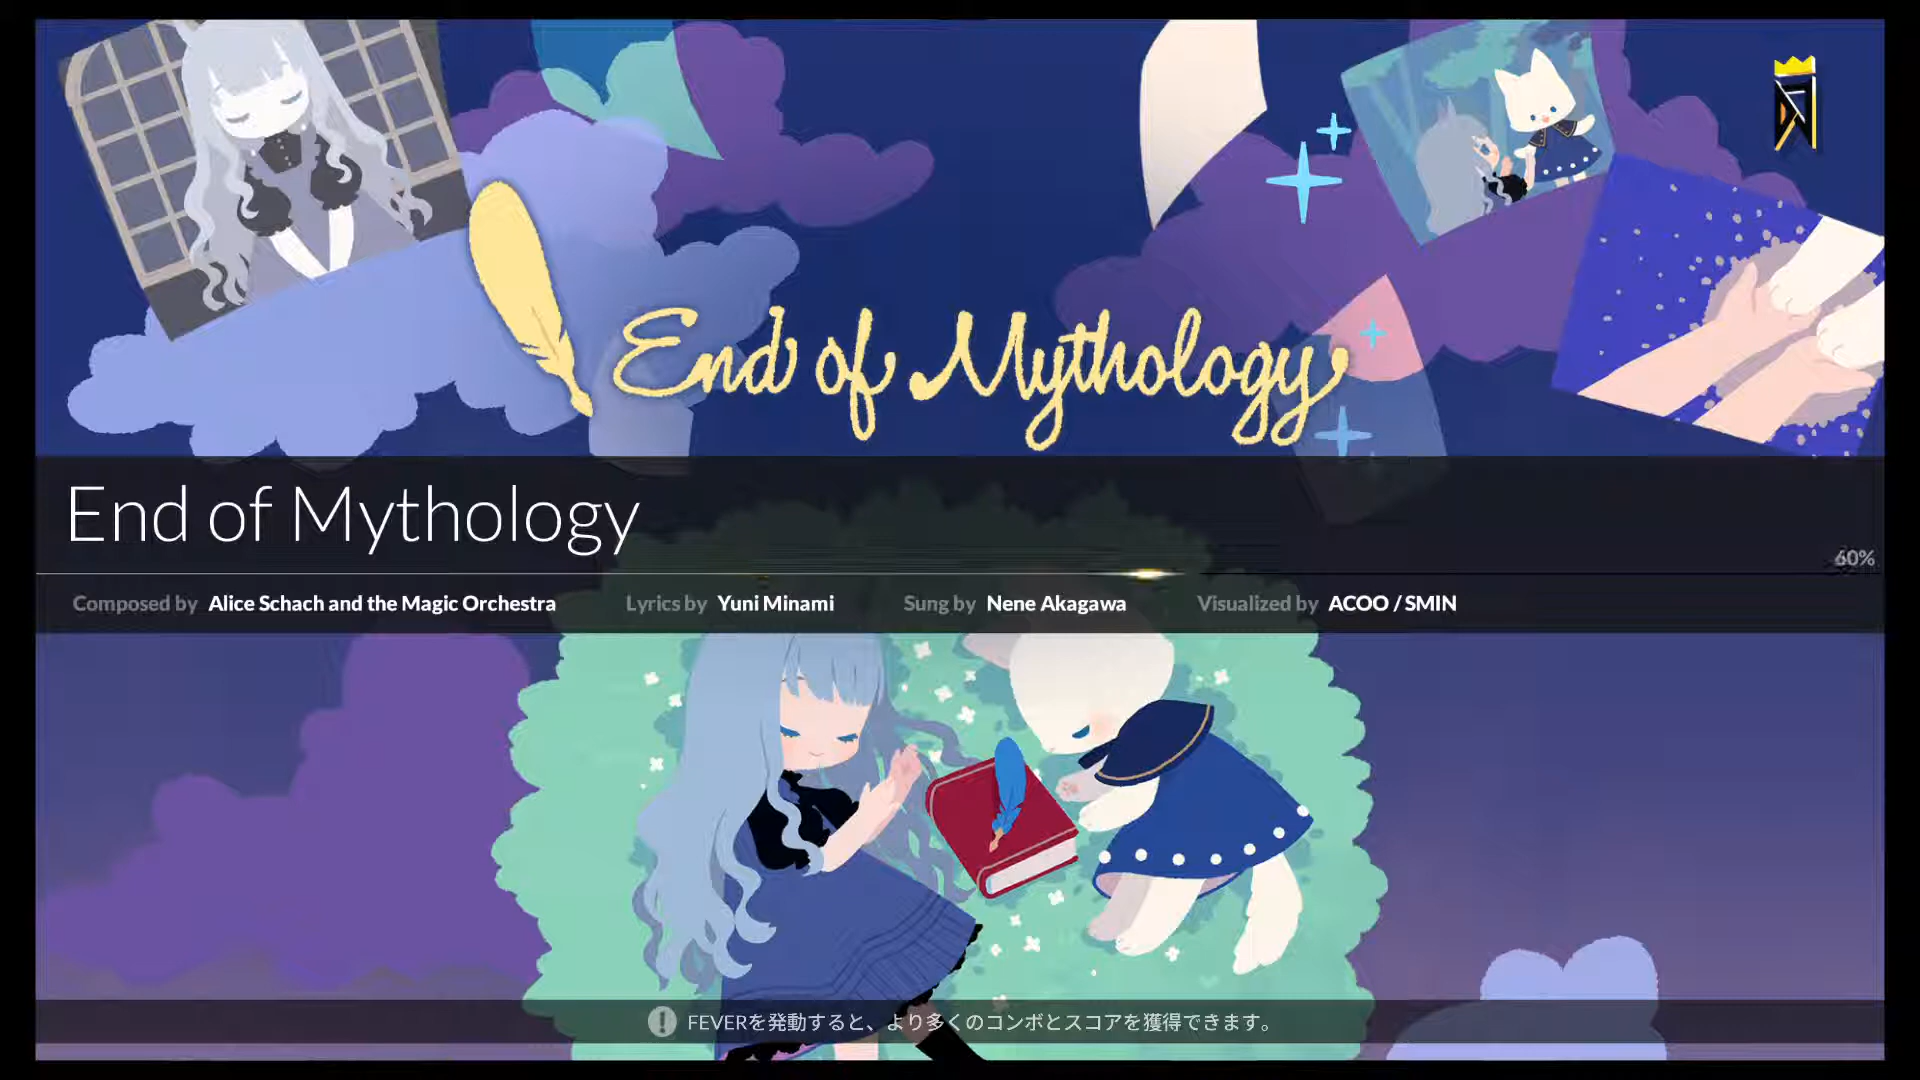 End of Mythology
End of Mythology
60%
Composed by Alice Schach and the Magic Orchestra Lyrics by Yuni Minami Sung by Nene Akagawa Visualized by ACOO / SMIN
FEVERを発動すると、より多くのコンボとスコアを獲得できます。